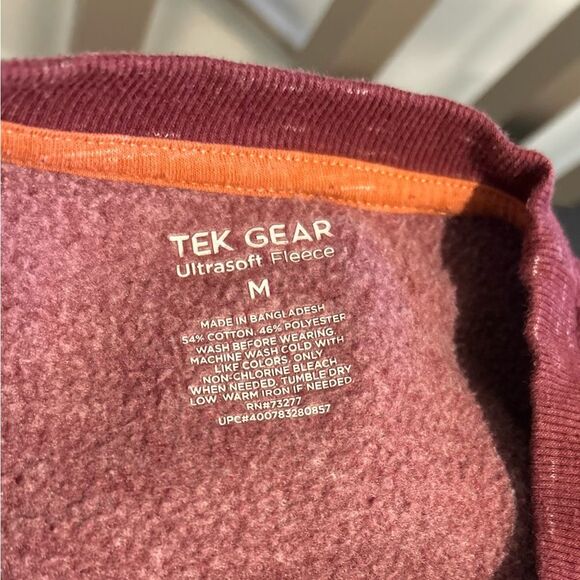 TEK GEAR
Ultrasoft Fleece
M
MADE IN BANGLADESH
54% COTTON. 46% POLYESTER
WASH BEFORE WEARING.
MACHINE WASH COLD WITH
LIKE COLORS, ONLY
NON-CHLORINE BLEACH
WHEN NEEDED. TUMBLE DRY
LOW. WARM IRON IF NEEDED.
RN#73277
UPC#400783280857